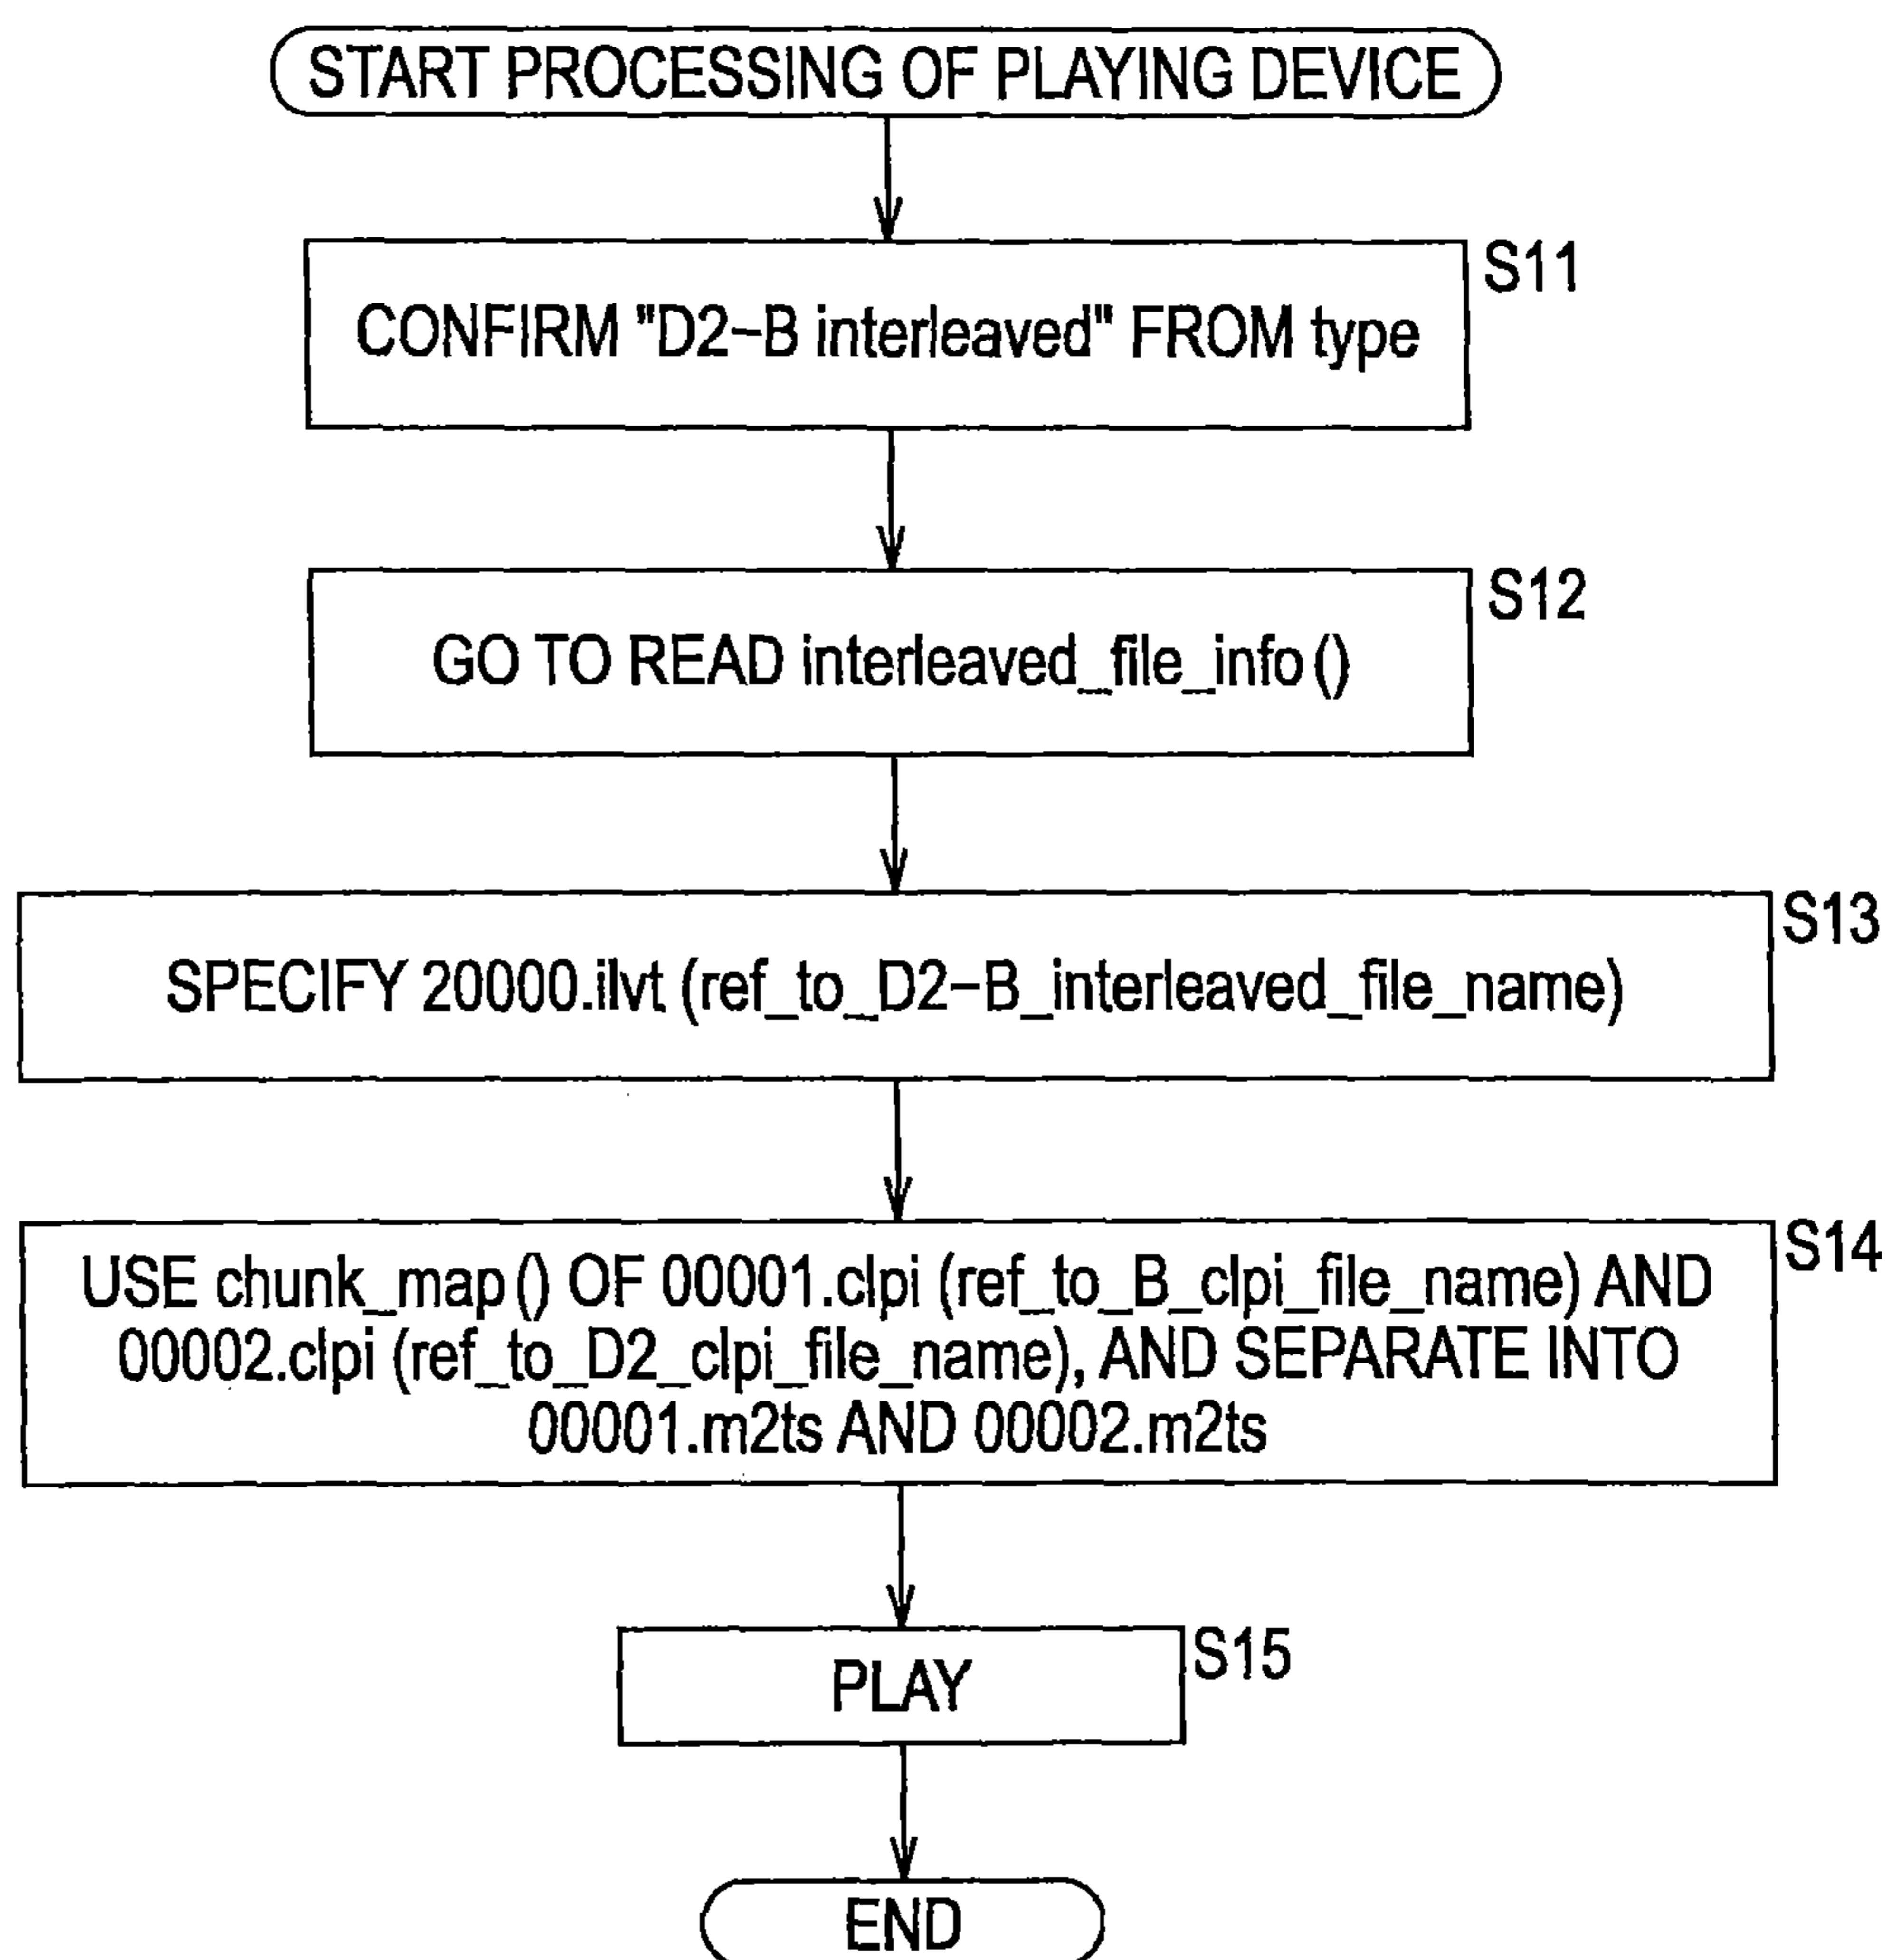 START PROCESSING OF PLAYING DEVICE
S11
CONFIRM "D2-B interleaved" FROM type
S12
GO TO READ interleaved_file_info()
S13
SPECIFY 20000.ilvt (ref_to_D2-B_interleaved_file_name)
S14
USE chunk_map() OF 00001.clpi (ref_to_B_clpi_file_name) AND
00002.clpi (ref_to_D2_clpi_file_name), AND SEPARATE INTO
00001.m2ts AND 00002.m2ts
S15
PLAY
END